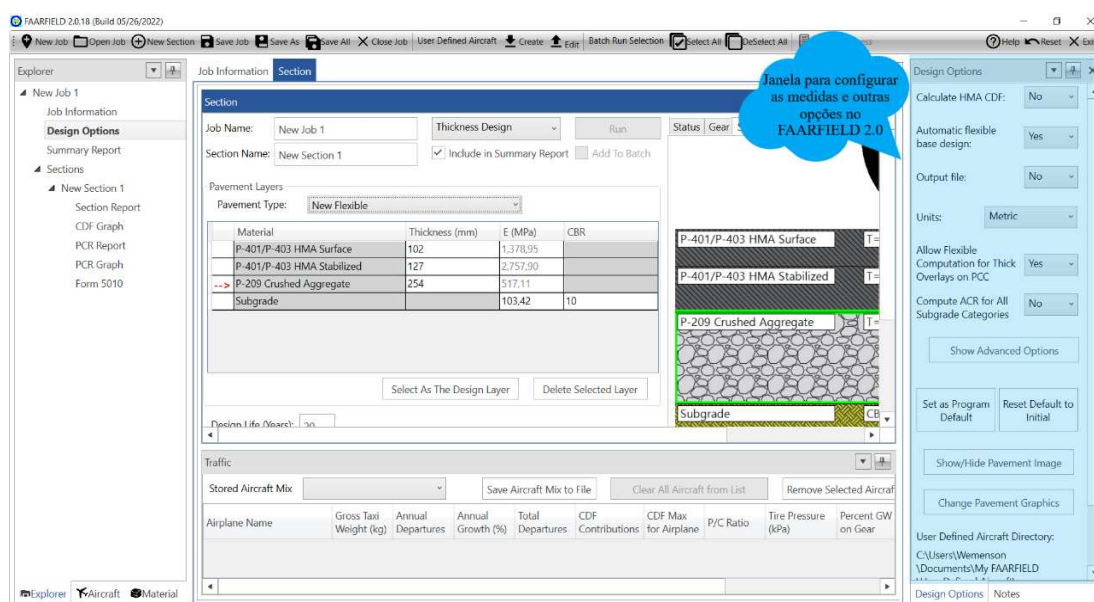 FAARFIELD 2.0.18 (Build 05/26/2022)
New Job Open Job New Section Save Job Save As Save All Close Job User Defined Aircraft Create Edit Batch Run Selection Select All DeSelect All Help Reset
Explorer
New Job 1
Job Information
Design Options
Summary Report
Sections
New Section 1
Section Report
CDF Graph
PCR Report
PCR Graph
Form 5010
Explorer Aircraft Material
Job Information Section
Section
Job Name: New Job 1 Thickness Design Run
Section Name: New Section 1 Include in Summary Report Add To Batch
Pavement Layers
Pavement Type: New Flexible
Material Thickness (mm) E (MPa) CBR
P-401/P-403 HMA Surface 102 1,378,95
P-401/P-403 HMA Stabilized 127 2,757,90
--> P-209 Crushed Aggregate 254 517,11
Subgrade 103,42 10
Select As The Design Layer Delete Selected Layer
Design Life (Years): 20
Status Gear
P-401/P-403 HMA Surface T=
P-401/P-403 HMA Stabilized T=
P-209 Crushed Aggregate T=
Subgrade CB
Janela para configurar
as medidas e outras
opções no
FAARFIELD 2.0
Traffic
Stored Aircraft Mix Save Aircraft Mix to File Clear All Aircraft from List Remove Selected Aircraf
Airplane Name Gross Taxi Weight (kg) Annual Departures Annual Growth (%) Total Departures CDF Contributions CDF Max for Airplane P/C Ratio Tire Pressure (kPa) Percent GW on Gear
Design Options
Calculate HMA CDF: No
Automatic flexible
base design: Yes
Output file: No
Units: Metric
Allow Flexible
Computation for Thick Yes
Overlays on PCC
Compute ACR for All No
Subgrade Categories
Show Advanced Options
Set as Program Default
Reset Default to Initial
Show/Hide Pavement Image
Change Pavement Graphics
User Defined Aircraft Directory:
C:\Users\Wemenson
\Documents\My FAARFIELD
Design Options Notes